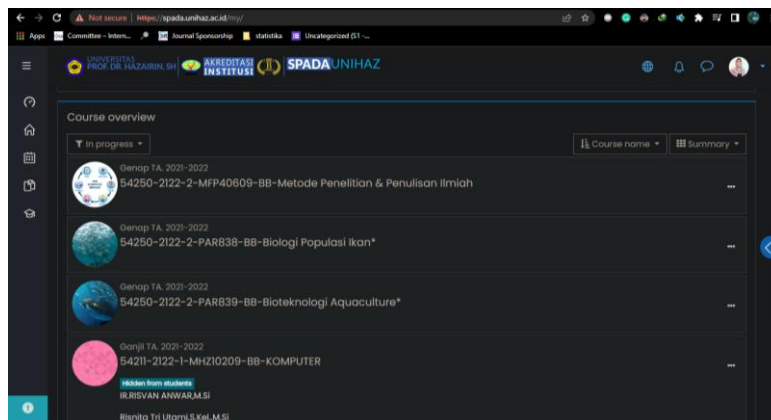 Not secure | https://spada.unihaz.ac.id/my/
Apps
Committee - Intern...
Journal Sponsorship
statistika
Uncategorized (S1 -...
UNIVERSITAS
PROF. DR. HAZAIRIN, SH
AKREDITASI
INSTITUSI
SPADA UNIHAZ
Course overview
In progress
Course name
Summary
Genap TA. 2021-2022
54250-2122-2-MFP40609-BB-Metode Penelitian & Penulisan Ilmiah
Genap TA. 2021-2022
54250-2122-2-PAR838-BB-Biologi Populasi Ikan*
Genap TA. 2021-2022
54250-2122-2-PAR839-BB-Bioteknologi Aquaculture*
Ganjil TA. 2021-2022
54211-2122-1-MHZ10209-BB-KOMPUTER
Hidden from students
IR.RISVAN ANWAR,M.Si
Risnita Tri Utami,S.Kel.,M.Si